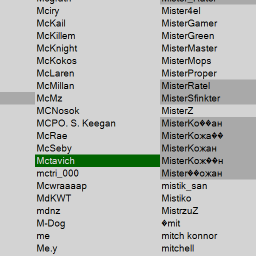 Mciry
McKail
McKillem
McKnight
McKokos
McLaren
McMillan
McMz
MCNosok
MCPO. S. Keegan
McRae
McSeby
Mctavich
mctri_000
Mcwraaaap
MdKWT
mdnz
M-Dog
me
Me.y
Mister4el
MisterGamer
MisterGreen
MisterMaster
MisterMops
MisterProper
MisterRatel
MisterSfinkter
MisterZ
MisterКо��ан
MisterКожа��
MisterКожан
MisterКож��н
Mister��ожан
mistik_san
Mistiko
MistrzuZ
�mit
mitch konnor
mitchell